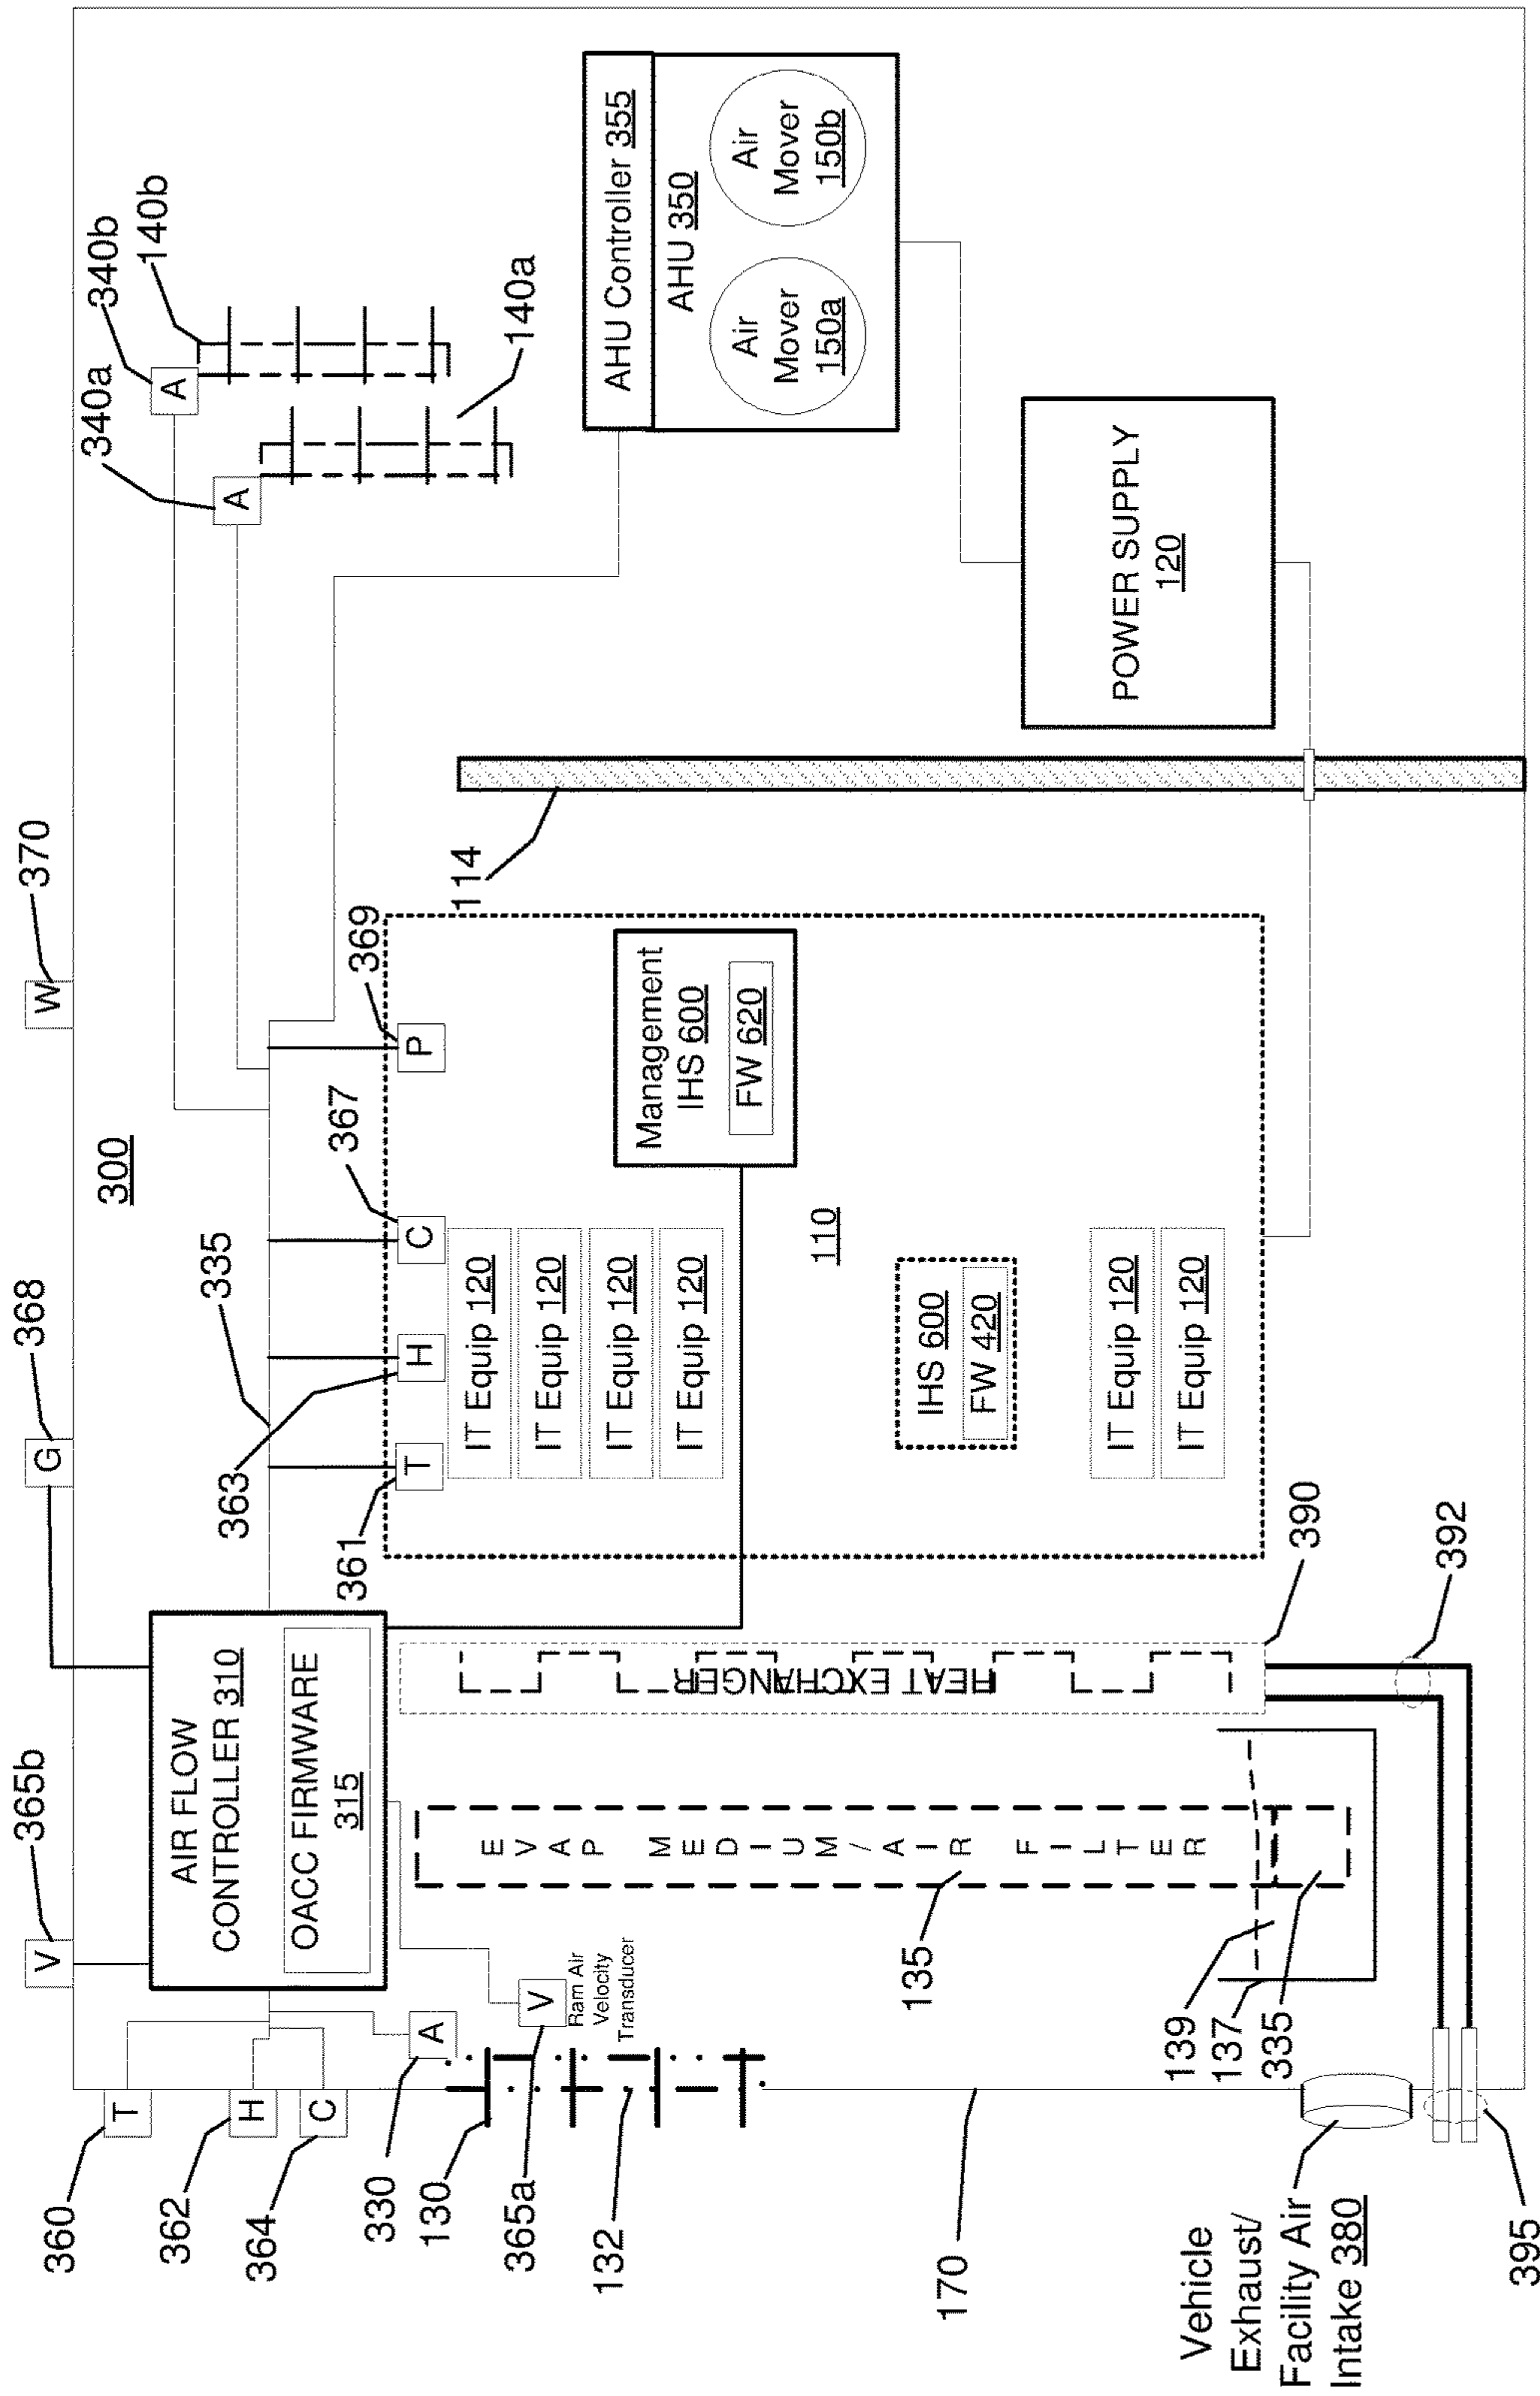 300
365b
368
370
V
G
W
340b
340a
140b
A
A
140a
360
362
364
T
H
C
330
A
130
365a
V
Ram Air
Velocity
Transducer
132
170
AIR FLOW
CONTROLLER 310
OACC FIRMWARE
315
335
363
361
367
369
T
H
C
P
114
IT Equip 120
IT Equip 120
IT Equip 120
IT Equip 120
Management
IHS 600
FW 620
110
IHS 600
FW 420
IT Equip 120
IT Equip 120
AHU Controller 355
AHU 350
Air
Mover
150a
Air
Mover
150b
POWER SUPPLY
120
EVAP MEDIUM/AIR FILTER
135
HEAT EXCHANGER
390
392
139
137
335
Vehicle
Exhaust/
Facility Air
Intake 380
395